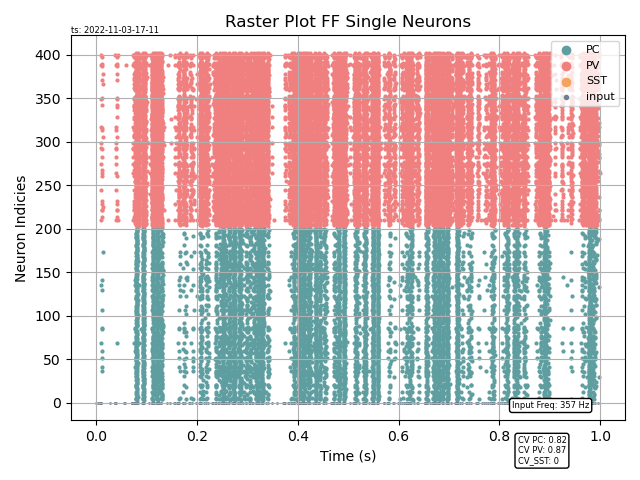 Raster Plot FF Single Neurons
ts: 2022-11-03-17-11
PC
PV
SST
input
400
350
300
250
200
150
100
50
0
Neuron Indicies
Input Freq: 357 Hz
0.0 0.2 0.4 0.6 0.8 1.0
Time (s)
CV PC: 0.82
CV PV: 0.87
CV_SST: 0